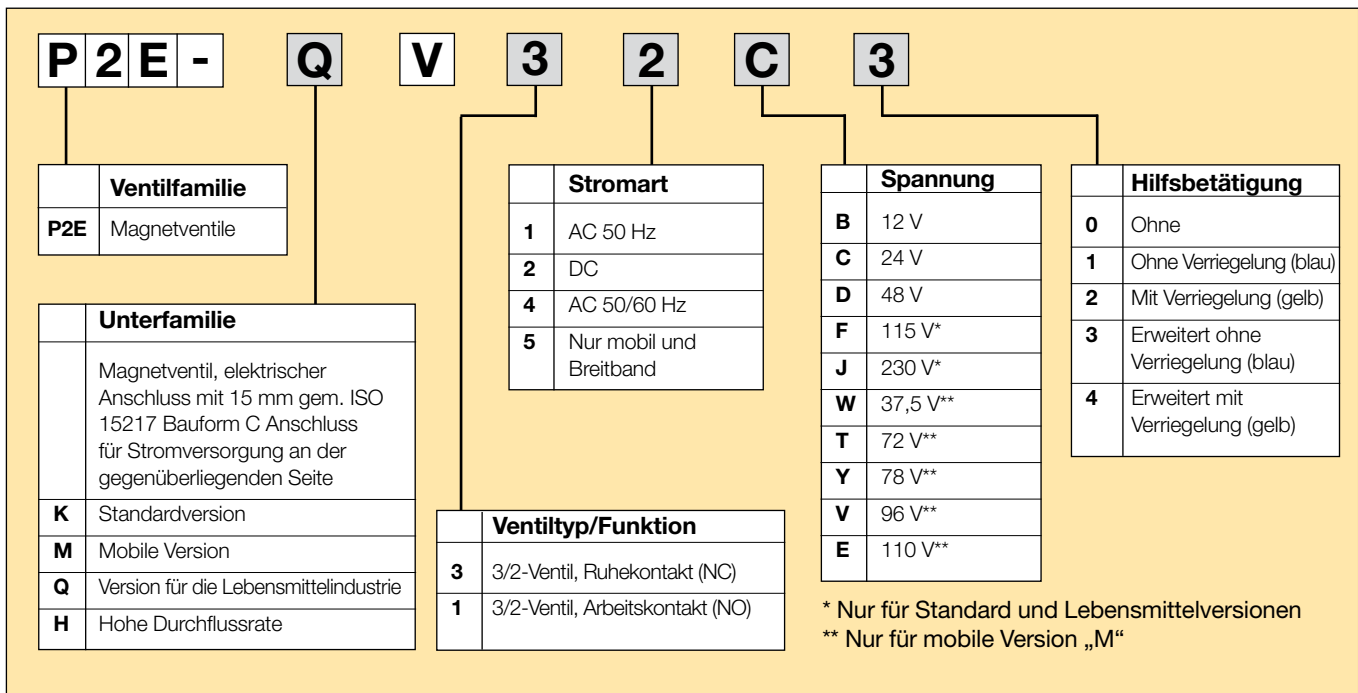 P2E- Q V 3 2 C 3
Ventilfamilie
P2E Magnetventile
Unterfamilie
Magnetventil, elektrischer
Anschluss mit 15 mm gem. ISO
15217 Bauform C Anschluss
für Stromversorgung an der
gegenüberliegenden Seite
K Standardversion
M Mobile Version
Q Version für die Lebensmittelindustrie
H Hohe Durchflussrate
Ventiltyp/Funktion
3 3/2-Ventil, Ruhekontakt (NC)
1 3/2-Ventil, Arbeitskontakt (NO)
Stromart
1 AC 50 Hz
2 DC
4 AC 50/60 Hz
5 Nur mobil und
Breitband
Spannung
B 12 V
C 24 V
D 48 V
F 115 V*
J 230 V*
W 37,5 V**
T 72 V**
Y 78 V**
V 96 V**
E 110 V**
Hilfsbetätigung
0 Ohne
1 Ohne Verriegelung (blau)
2 Mit Verriegelung (gelb)
3 Erweitert ohne
Verriegelung (blau)
4 Erweitert mit
Verriegelung (gelb)
* Nur für Standard und Lebensmittelversionen
** Nur für mobile Version „M“